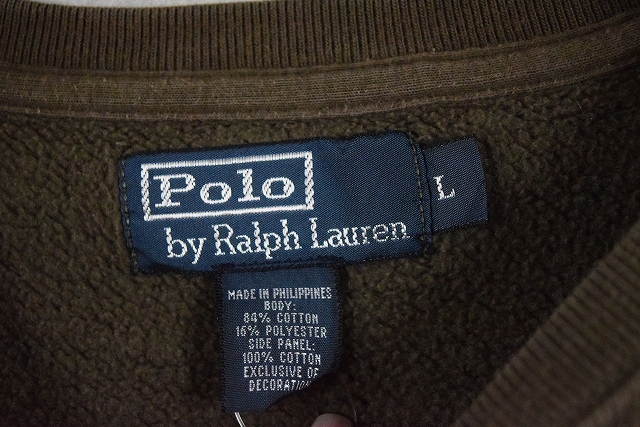 Polo
by Ralph Lauren
L
MADE IN PHILIPPINES
BODY:
84% COTTON
16% POLYESTER
SIDE PANEL:
100% COTTON
EXCLUSIVE OF
DECORATION